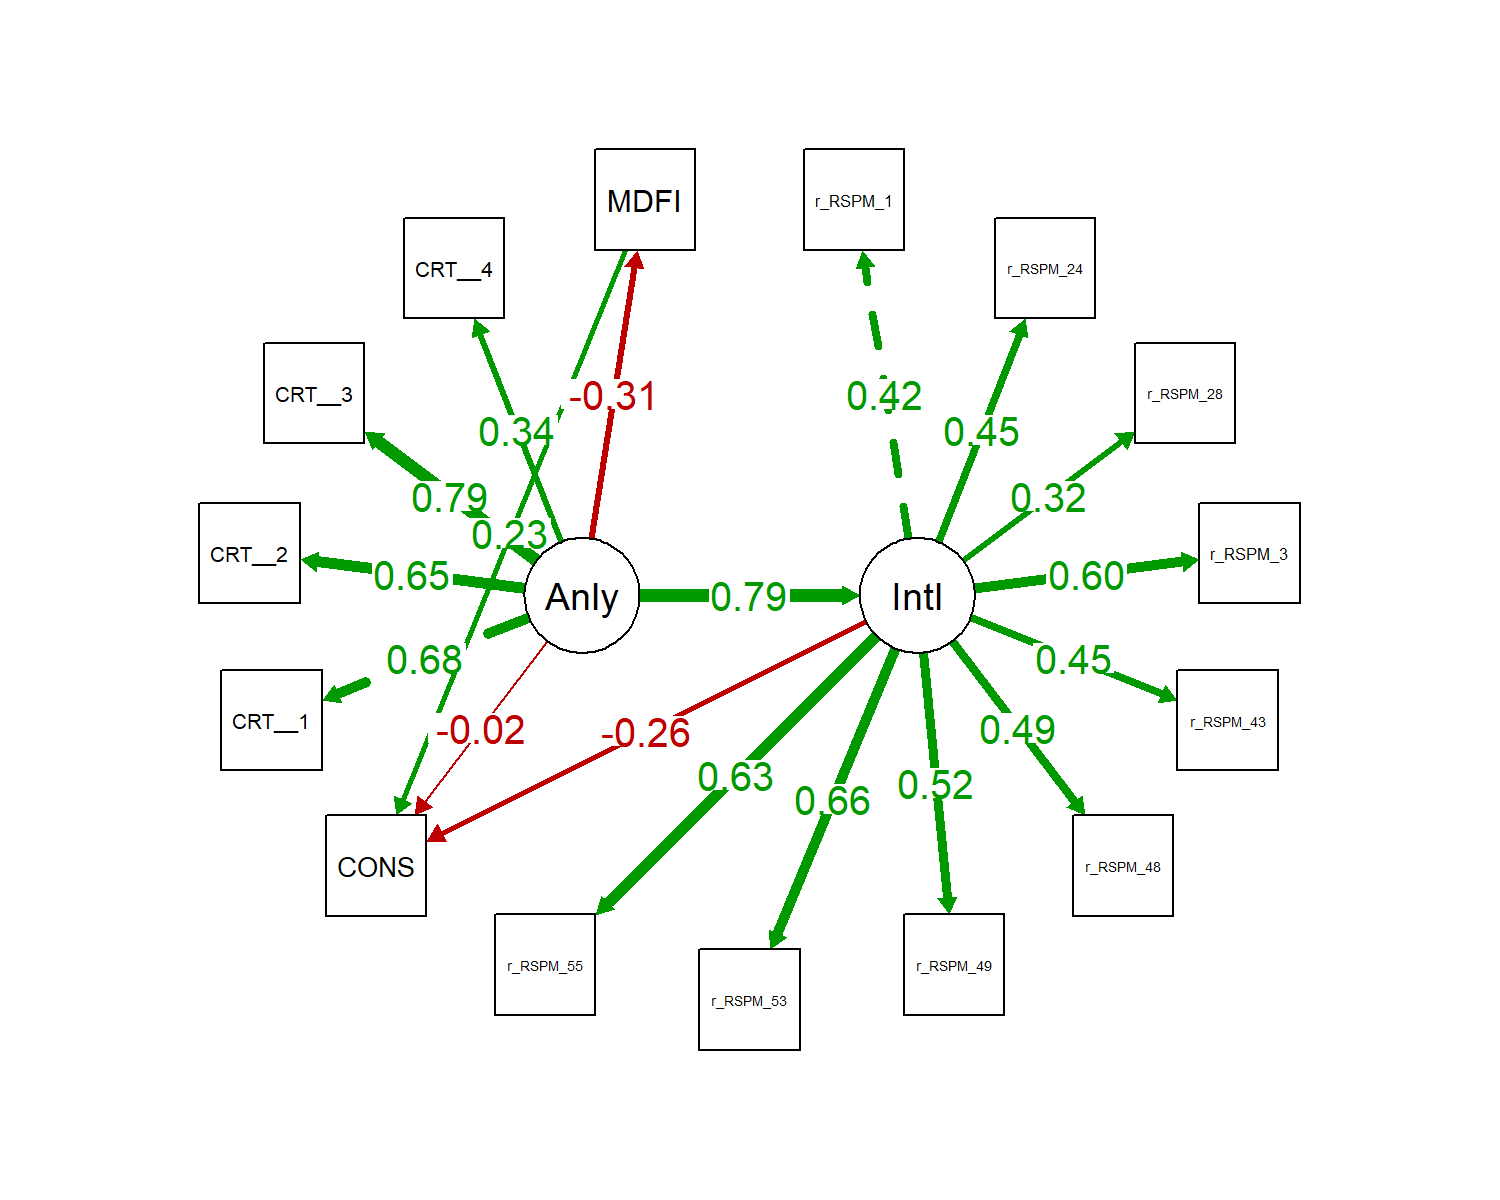 MDFI
r_RSPM_1
CRT__4
r_RSPM_24
CRT__3
r_RSPM_28
-0.31
0.42
0.34
0.45
0.79
0.32
0.23
CRT__2
r_RSPM_3
0.65
0.60
Anly
0.79
Intl
0.68
0.45
CRT__1
r_RSPM_43
-0.02
-0.26
0.49
0.63
0.52
0.66
CONS
r_RSPM_48
r_RSPM_55
r_RSPM_49
r_RSPM_53